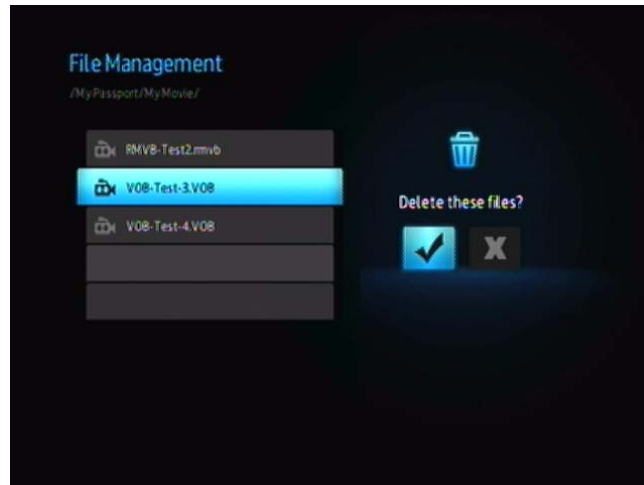 File Management
/MyPassport/MyMovie/
RMVB-Test2.rmvb
VOB-Test-3.VOB
VOB-Test-4.VOB
Delete these files?